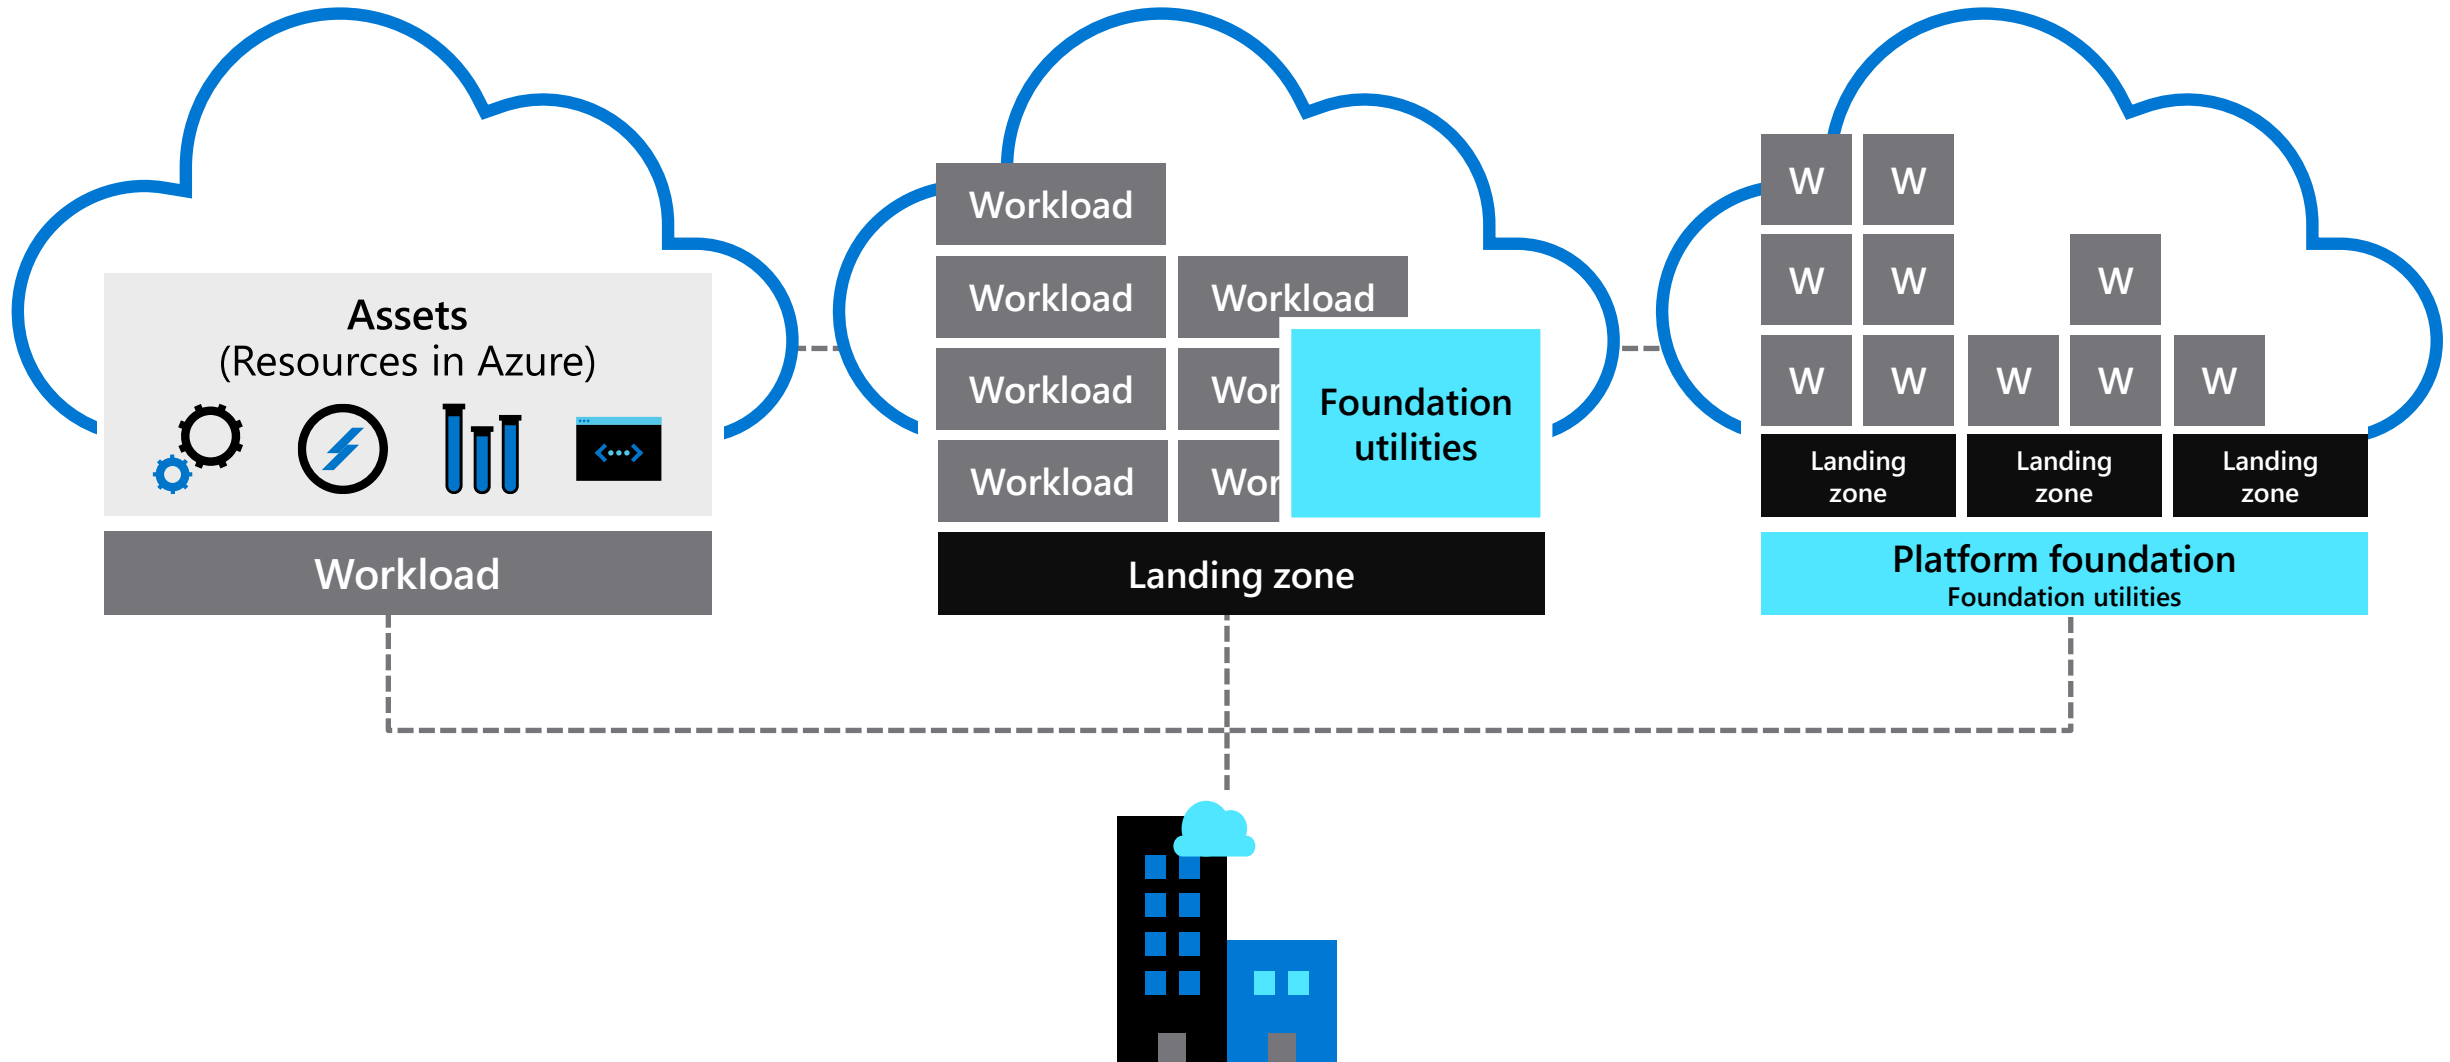 Assets
(Resources in Azure)
Workload
Workload
Workload
Workload
Workload
Workload
Wor
Workload
Wor
Foundation
utilities
Landing zone
W
W
W
W
W
W
W
W
W
W
Landing
zone
Landing
zone
Landing
zone
Platform foundation
Foundation utilities